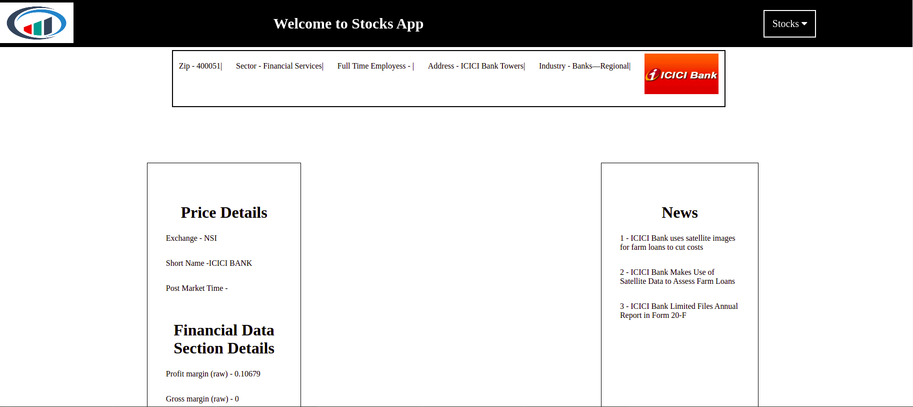 Welcome to Stocks App
Stocks
Zip - 400051|
Sector - Financial Services|
Full Time Employess - |
Address - ICICI Bank Towers|
Industry - Banks—Regional|
i ICICI Bank
Price Details
Exchange - NSI
Short Name -ICICI BANK
Post Market Time -
Financial Data
Section Details
Profit margin (raw) - 0.10679
Gross margin (raw) - 0
News
1 - ICICI Bank uses satellite images
for farm loans to cut costs
2 - ICICI Bank Makes Use of
Satellite Data to Assess Farm Loans
3 - ICICI Bank Limited Files Annual
Report in Form 20-F